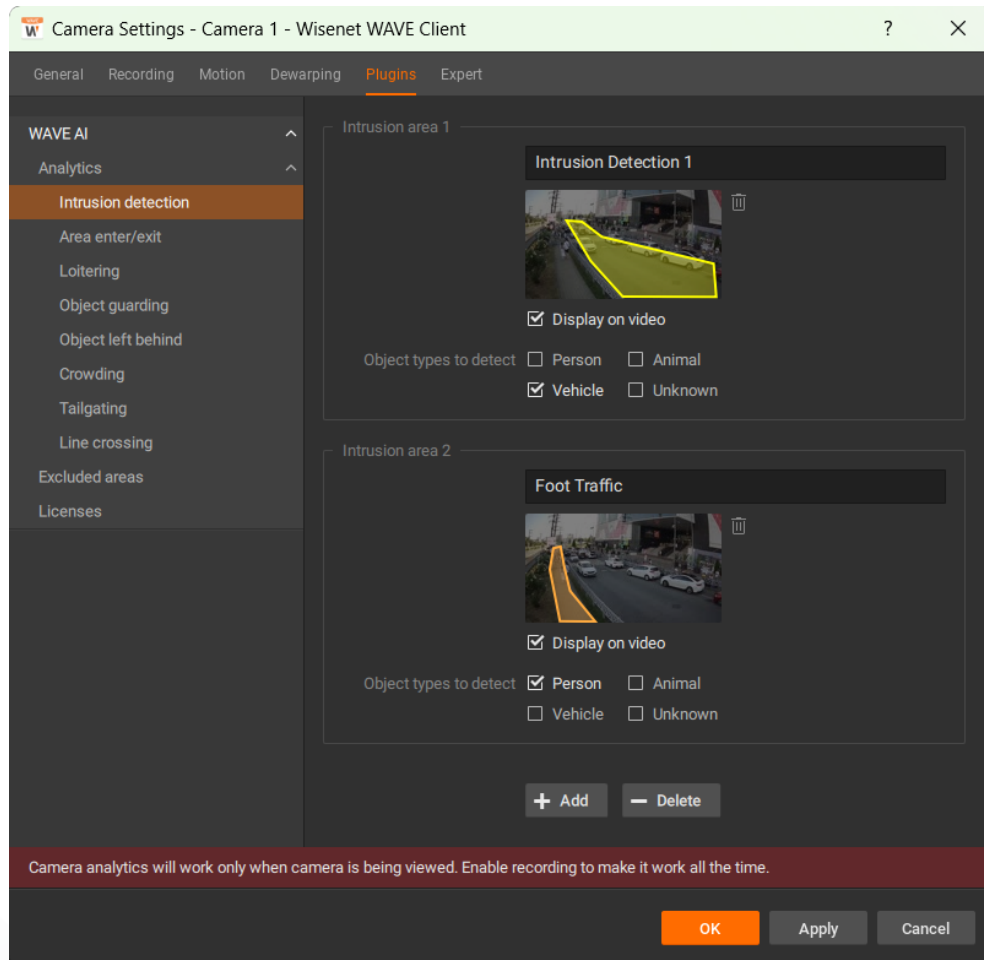 W Camera Settings - Camera 1 - Wisenet WAVE Client ?
General Recording Motion Dewarping Plugins Expert
WAVE AI
Analytics
Intrusion detection
Area enter/exit
Loitering
Object guarding
Object left behind
Crowding
Tailgating
Line crossing
Excluded areas
Licenses
Intrusion area 1
Intrusion Detection 1
Display on video
Object types to detect Person Animal
Vehicle Unknown
Intrusion area 2
Foot Traffic
Display on video
Object types to detect Person Animal
Vehicle Unknown
+ Add − Delete
Camera analytics will work only when camera is being viewed. Enable recording to make it work all the time.
OK Apply Cancel